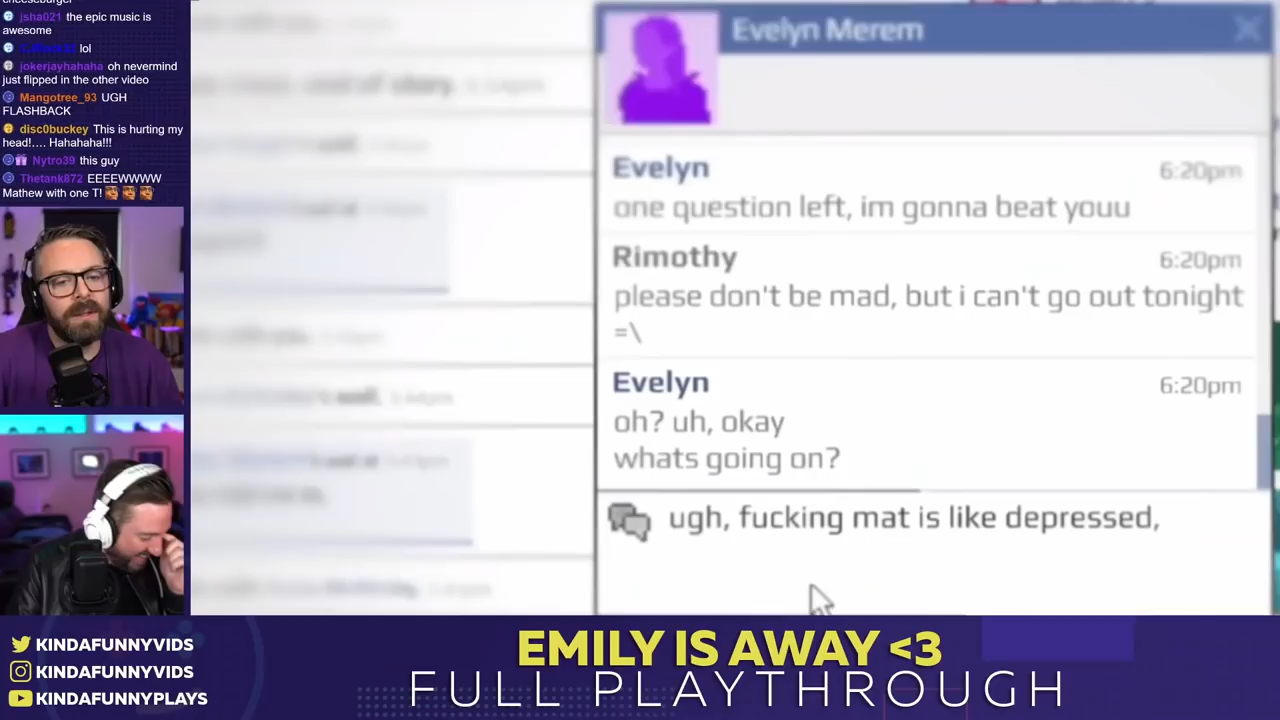 cheeseburger
jsha021 the epic music is
awesome
lol
jokerjayhahaha oh nevermind
just flipped in the other video
Mangotree_93 UGH
FLASHBACK
disc0buckey This is hurting my
head!.... Hahahaha!!!
Nytro39 this guy
Thetank872 EEEEWWWW
Mathew with one T!
end of story.
Evelyn Merem
Evelyn 6:20pm
one question left, im gonna beat youu
Rimothy 6:20pm
please don't be mad, but i can't go out tonight
=\
Evelyn 6:20pm
oh? uh, okay
whats going on?
ugh, fucking mat is like depressed,
KINDAFUNNYVIDS
KINDAFUNNYVIDS
KINDAFUNNYPLAYS
EMILY IS AWAY <3
FULL PLAYTHROUGH